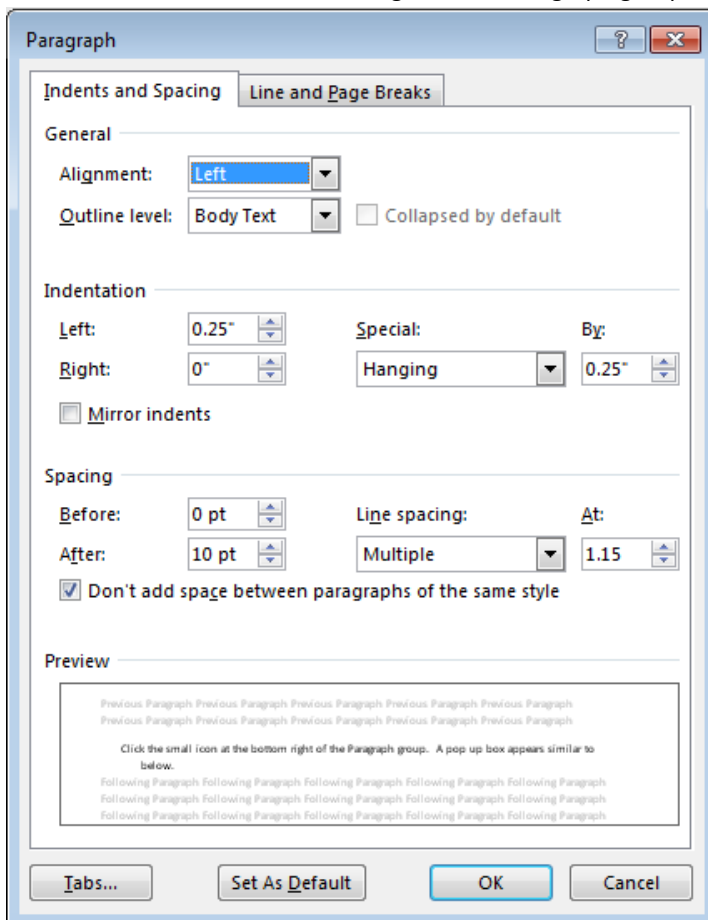 Paragraph
Indents and Spacing Line and Page Breaks
General
Alignment: Left
Outline level: Body Text Collapsed by default
Indentation
Left: 0.25" Special: By:
Right: 0" Hanging 0.25"
Mirror indents
Spacing
Before: 0 pt Line spacing: At:
After: 10 pt Multiple 1.15
Don't add space between paragraphs of the same style
Preview
Previous Paragraph Previous Paragraph Previous Paragraph Previous Paragraph Previous Paragraph
Previous Paragraph Previous Paragraph Previous Paragraph Previous Paragraph Previous Paragraph
Click the small icon at the bottom right of the Paragraph group. A pop up box appears similar to
below.
Following Paragraph Following Paragraph Following Paragraph Following Paragraph Following Paragraph
Following Paragraph Following Paragraph Following Paragraph Following Paragraph Following Paragraph
Following Paragraph Following Paragraph Following Paragraph Following Paragraph Following Paragraph
Tabs... Set As Default OK Cancel